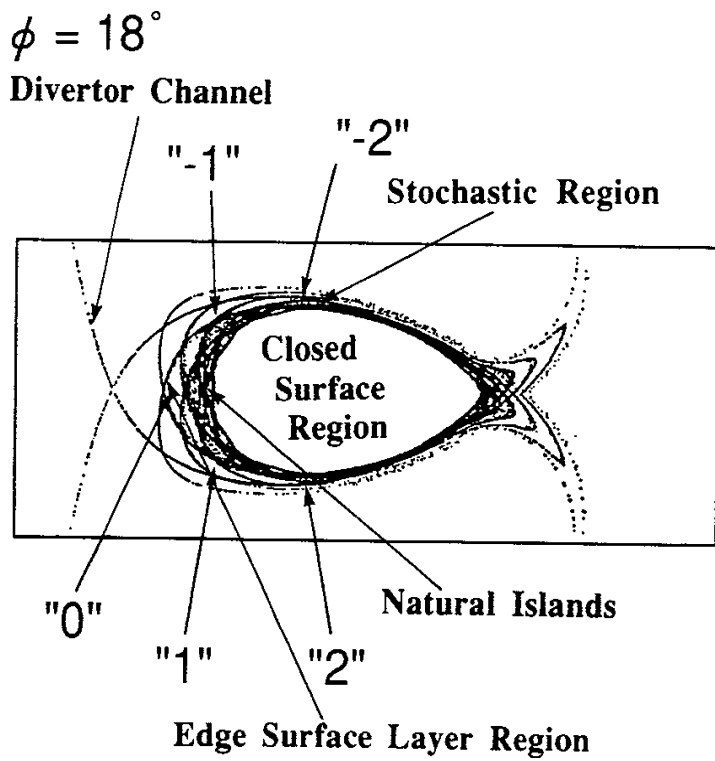 ϕ = 18°
Divertor Channel
"-1"
"-2"
Stochastic Region
Closed
Surface
Region
Natural Islands
"0"
"1"
"2"
Edge Surface Layer Region